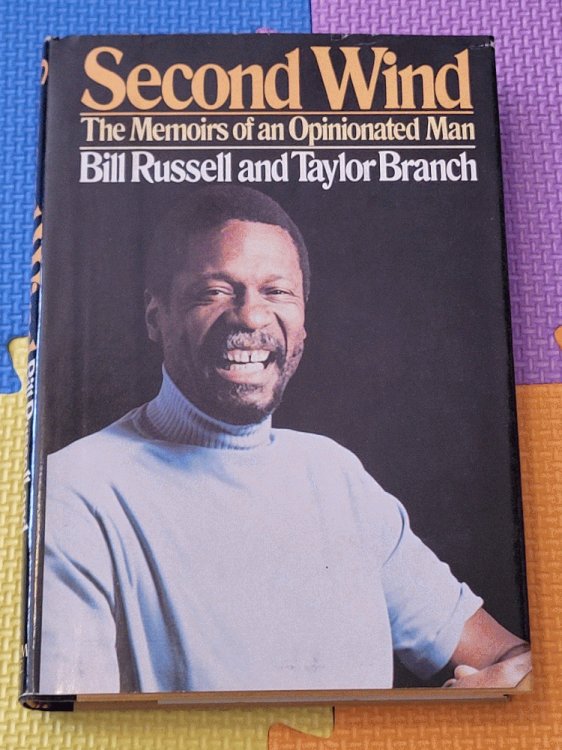 Second Wind
The Memoirs of an Opinionated Man
Bill Russell and Taylor Branch